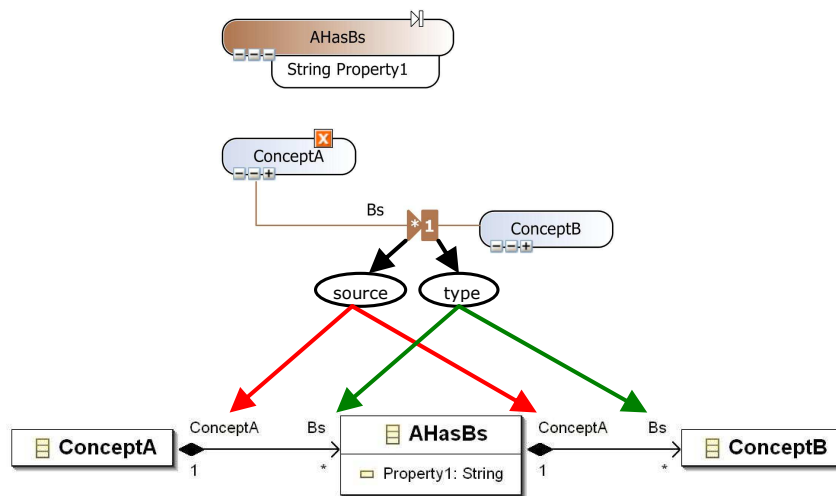 AHasBs
String Property1
ConceptA
Bs
* 1
ConceptB
source type
ConceptA Bs AHasBs ConceptA Bs
ConceptA ConceptB
1 * Property1: String 1 *